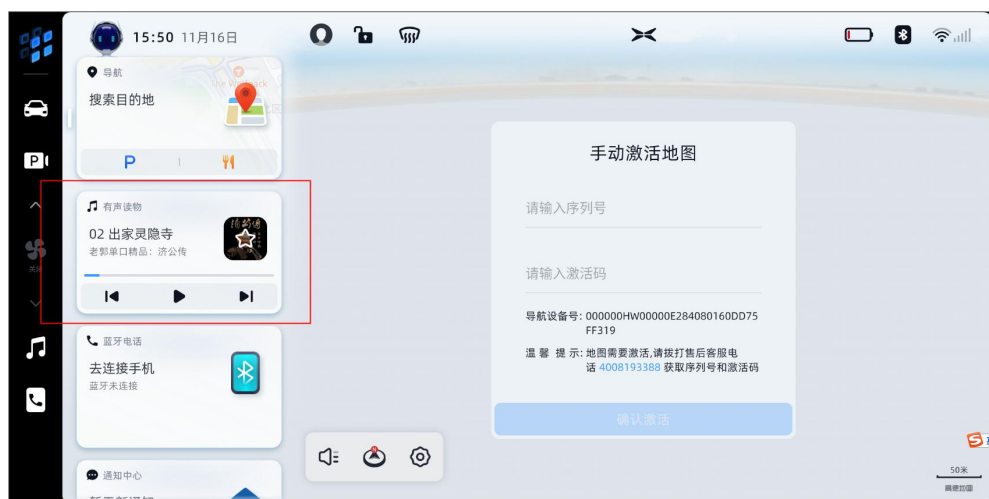 15:50 11月16日
导航
搜索目的地
P
有声读物
02 出家灵隐寺
老郭单口精品：济公传
蓝牙电话
去连接手机
蓝牙未连接
通知中心
P
手动激活地图
请输入序列号
请输入激活码
导航设备号: 000000HW00000E284080160DD75
FF319
温 馨 提 示: 地图需要激活,请拨打售后客服电
话 4008193388 获取序列号和激活码
确认激活
50米